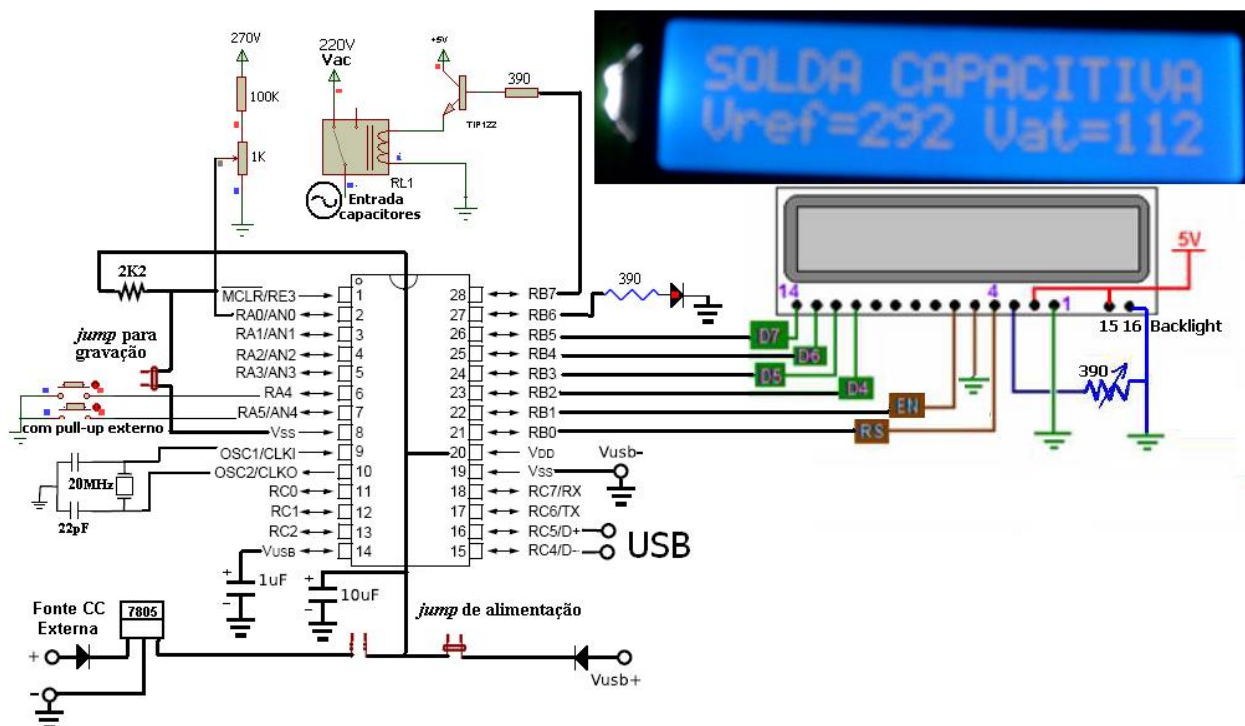 270V
100K
1K
220V
Vac
+5V
390
TIP122
RL1
Entrada
capacitores
SOLDA CAPACITIVA
Vref=292 Vat=112
5V
14
4
1
15 16 Backlight
D7
D6
D5
D4
EN
RS
390
390
2K2
jump para
gravação
com pull-up externo
20MHz
22pF
MCLR/RE3
RA0/AN0
RA1/AN1
RA2/AN2
RA3/AN3
RA4
RA5/AN4
Vss
OSC1/CLKI
OSC2/CLKO
RC0
RC1
RC2
VUSB
1
2
3
4
5
6
7
8
9
10
11
12
13
14
28
27
26
25
24
23
22
21
20
19
18
17
16
15
RB7
RB6
RB5
RB4
RB3
RB2
RB1
RB0
VDD
Vss
RC7/RX
RC6/TX
RC5/D+
RC4/D-
Vusb-
USB
+
1uF
-
+
10uF
-
jump de alimentação
Fonte CC
Externa
7805
+
-
Vusb+